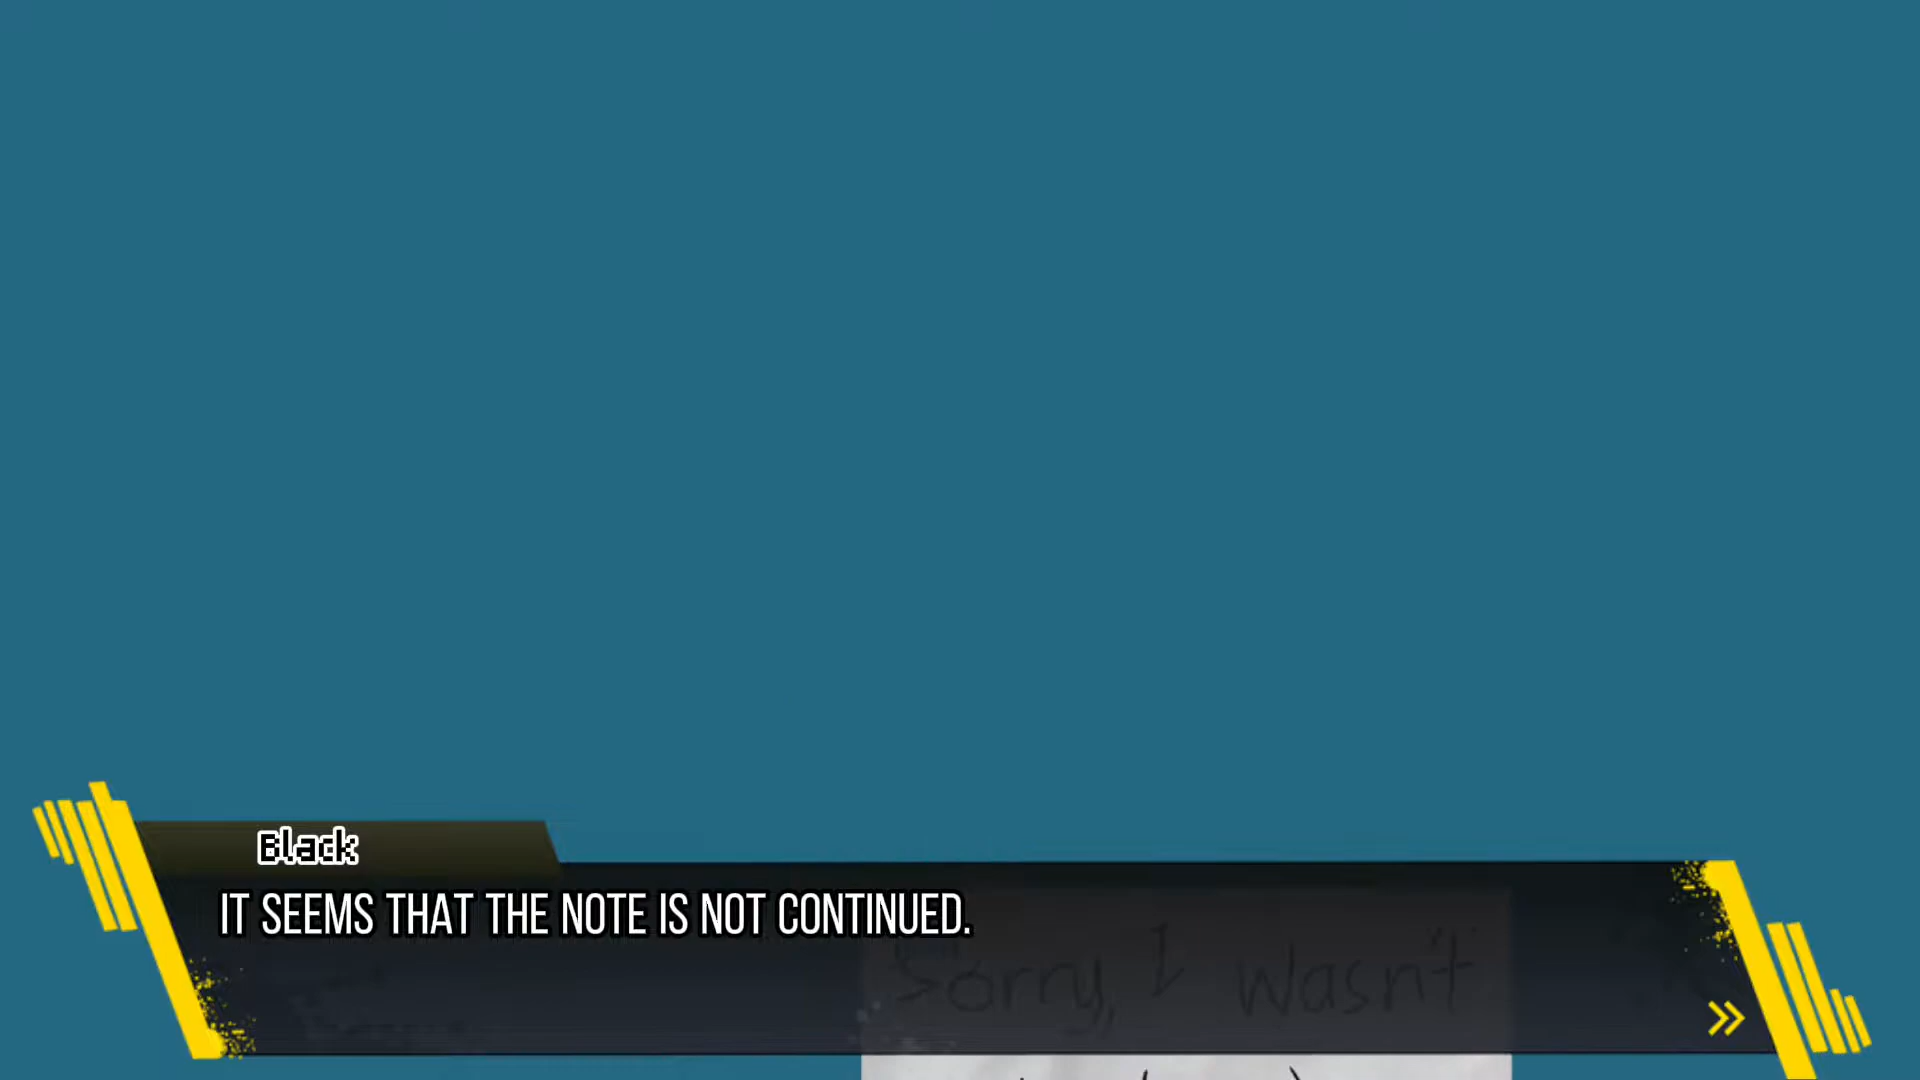 Black
IT SEEMS THAT THE NOTE IS NOT CONTINUED.
Sorry, I wasn't